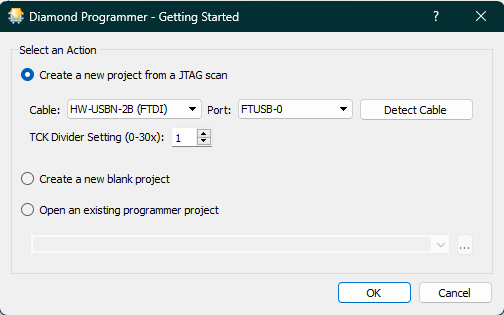 Diamond Programmer - Getting Started
Select an Action
Create a new project from a JTAG scan
Cable: HW-USBN-2B (FTDI) Port: FTUSB-0 Detect Cable
TCK Divider Setting (0-30x): 1
Create a new blank project
Open an existing programmer project
...
OK Cancel